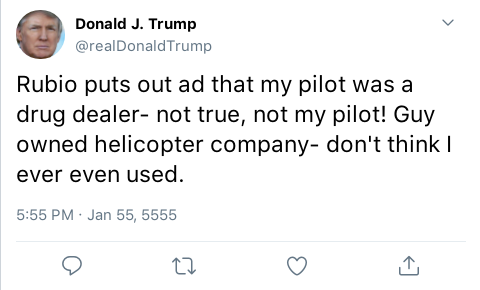 Donald J. Trump
@realDonaldTrump
Rubio puts out ad that my pilot was a
drug dealer- not true, not my pilot! Guy
owned helicopter company- don't think I
ever even used.
5:55 PM · Jan 55, 5555